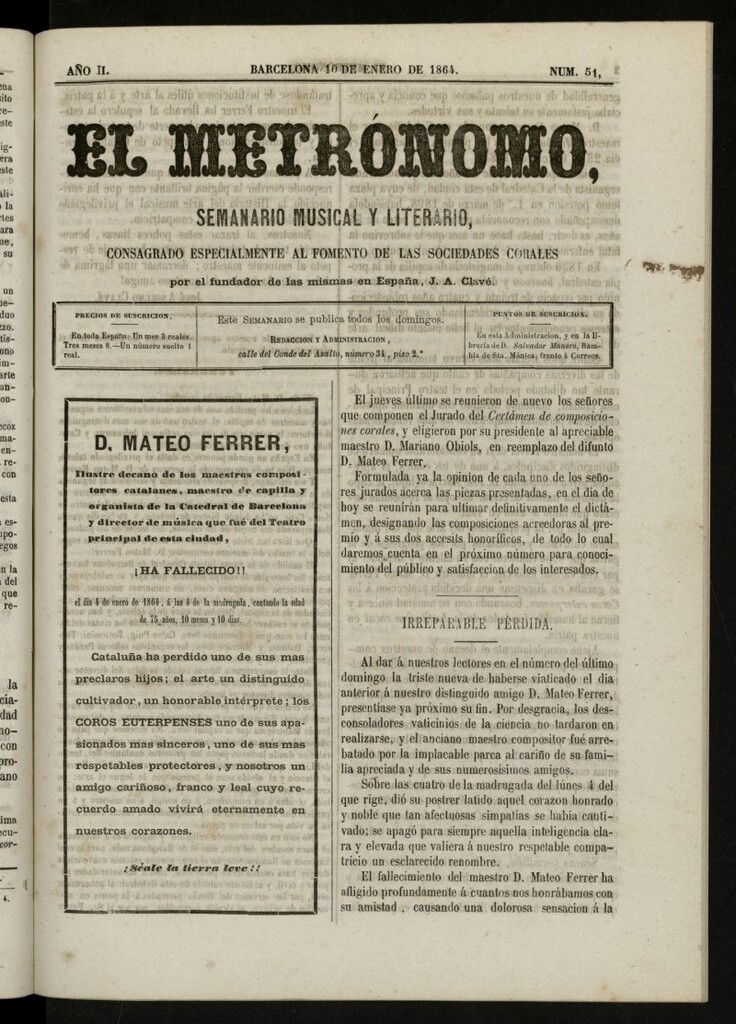 AÑO II.
BARCELONA 10 DE ENERO DE 1864.
NUM. 51,
EL METRÓNOMO,
SEMANARIO MUSICAL Y LITERARIO,
CONSAGRADO ESPECIALMENTE AL FOMENTO DE LAS SOCIEDADES CORALES
por el fundador de las mismas en España, J. A. Clavé.
PRECIOS DE SUSCRICION.
En toda España: Un mes 3 reales
Tres meses 8.—Un número suelto 1
real.
Este SEMANARIO se publica todos los domingos.
REDACCION Y ADMINISTRACION,
calle del Conde del Asalto, número 34, piso 2.º
PUNTOS DE SUSCRICION.
En esta Administracion, y en la li-
brería de D. Salvador Manero, Ram-
bla de Sta. Mónica, frente á Correos.
D. MATEO FERRER,
Ilustre decano de los maestros composi-
tores catalanes, maestro de capilla y
organista de la Catedral de Barcelona
y director de música que fué del Teatro
principal de esta ciudad,
¡HA FALLECIDO!!
el dia 4 de enero de 1864, á las 4 de la madrugada, contando la edad
de 75 años, 10 meses y 10 dias.
Cataluña ha perdido uno de sus mas
preclaros hijos; el arte un distinguido
cultivador, un honorable intérprete; los
COROS EUTERPENSES uno de sus apa-
sionados mas sinceros, uno de sus mas
respetables protectores, y nosotros un
amigo cariñoso, franco y leal cuyo re-
cuerdo amado vivirá eternamente en
nuestros corazones.
¡Séale la tierra leve!!
El jueves último se reunieron de nuevo los señores
que componen el Jurado del Certámen de composicio-
nes corales, y eligieron por su presidente al apreciable
maestro D. Mariano Obiols, en reemplazo del difunto
D. Mateo Ferrer.
Formulada ya la opinion de cada uno de los seño-
res jurados acerca las piezas presentadas, en el dia de
hoy se reunirán para ultimar definitivamente el dictá-
men, designando las composiciones acreedoras al pre-
mio y á sus dos accesits honoríficos, de todo lo cual
daremos cuenta en el próximo número para conoci-
miento del público y satisfaccion de los interesados.
IRREPARABLE PÉRDIDA.
Al dar á nuestros lectores en el número del último
domingo la triste nueva de haberse viaticado el dia
anterior á nuestro distinguido amigo D. Mateo Ferrer,
presentíase ya próximo su fin. Por desgracia, los des-
consoladores vaticinios de la ciencia no tardaron en
realizarse, y el anciano maestro compositor fué arre-
batado por la implacable parca al cariño de su fami-
lia apreciada y de sus numerosísimos amigos.
Sobre las cuatro de la madrugada del lúnes 4 del
que rige, dió su postrer latido aquel corazon honrado
y noble que tan afectuosas simpatías se habia cauti-
vado; se apagó para siempre aquella inteligencia cla-
ra y elevada que valiera á nuestro respetable compa-
tricio un esclarecido renombre.
El fallecimiento del maestro D. Mateo Ferrer ha
afligido profundamente á cuantos nos honrábamos con
su amistad, causando una dolorosa sensacion á la